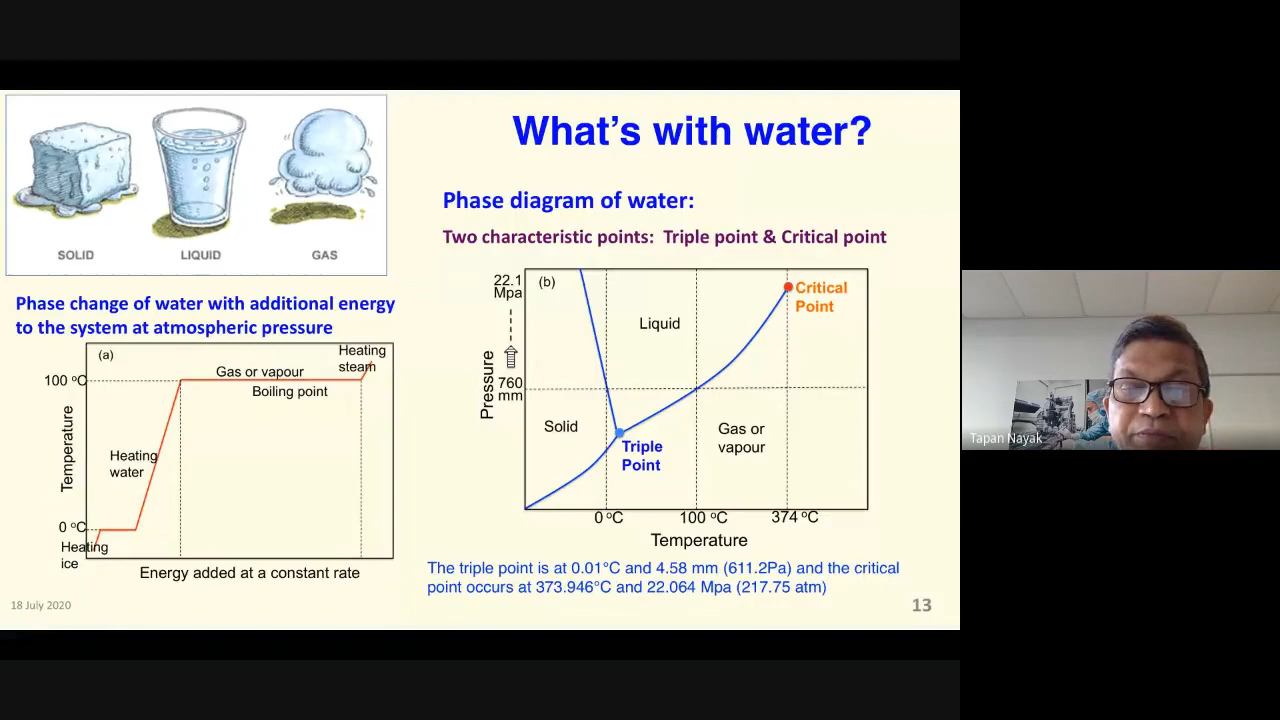 SOLID
LIQUID
GAS
What's with water?
Phase diagram of water:
Two characteristic points: Triple point & Critical point
Phase change of water with additional energy
to the system at atmospheric pressure
(a)
Heating
steam
Gas or vapour
Boiling point
100 ºC
Temperature
Heating
water
0 ºC
Heating
ice
Energy added at a constant rate
22.1
Mpa
(b)
Critical
Point
Liquid
Pressure
760
mm
Solid
Gas or
vapour
Triple
Point
0 ºC
100 ºC
374 ºC
Temperature
The triple point is at 0.01°C and 4.58 mm (611.2Pa) and the critical
point occurs at 373.946°C and 22.064 Mpa (217.75 atm)
18 July 2020
13
Tapan Nayak